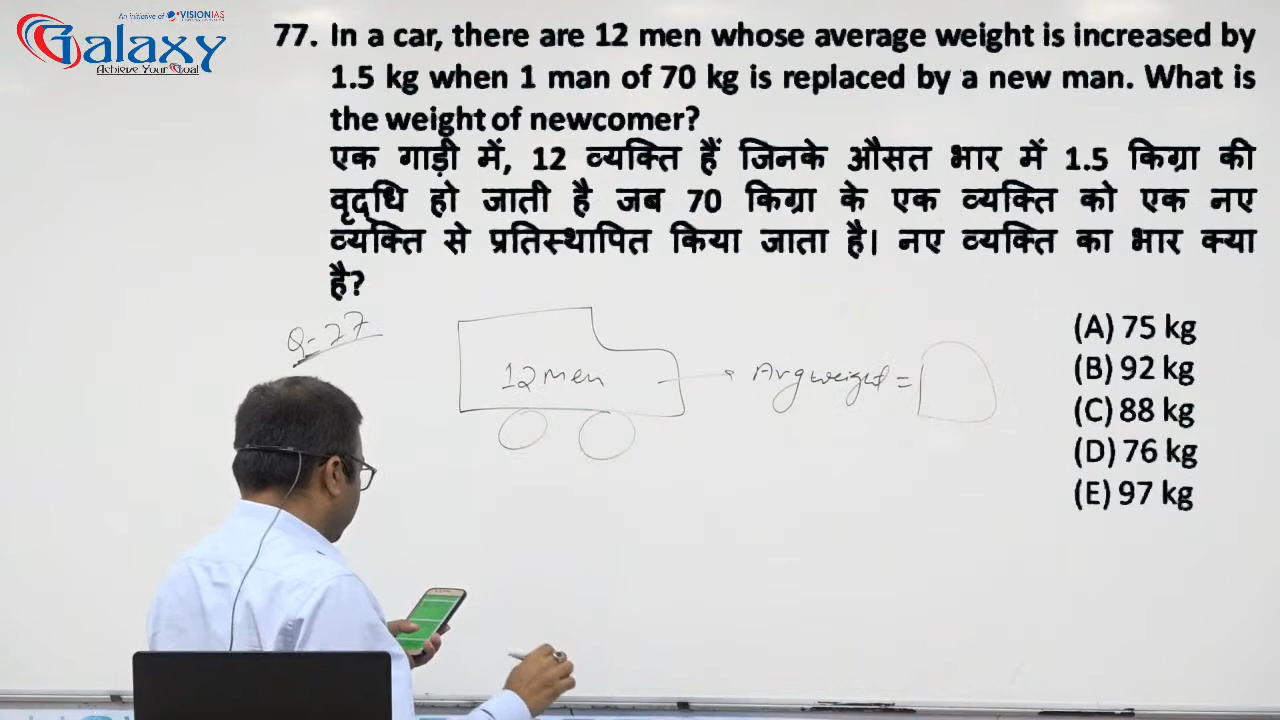 An initiative of VISIONIAS
Galaxy
Achieve Your Goal
77. In a car, there are 12 men whose average weight is increased by
1.5 kg when 1 man of 70 kg is replaced by a new man. What is
the weight of newcomer?
एक गाड़ी में, 12 व्यक्ति हैं जिनके औसत भार में 1.5 किग्रा की
वृद्धि हो जाती है जब 70 किग्रा के एक व्यक्ति को एक नए
व्यक्ति से प्रतिस्थापित किया जाता है। नए व्यक्ति का भार क्या
है?
(A) 75 kg
(B) 92 kg
(C) 88 kg
(D) 76 kg
(E) 97 kg
Q-77
12 men
Avg weight =